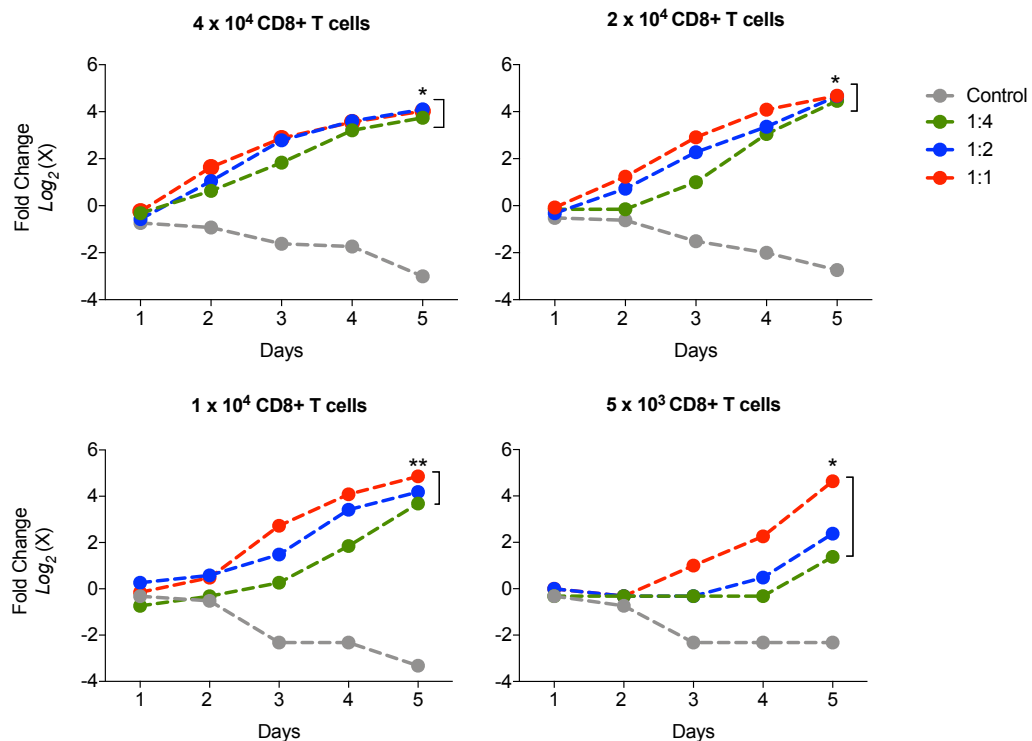 4 x 10⁴ CD8+ T cells
Fold Change
Log₂(X)
6
4
2
0
-2
-4
*
1 2 3 4 5
Days
2 x 10⁴ CD8+ T cells
6
4
2
0
-2
-4
*
1 2 3 4 5
Days
Control
1:4
1:2
1:1
1 x 10⁴ CD8+ T cells
Fold Change
Log₂(X)
6
4
2
0
-2
-4
**
1 2 3 4 5
Days
5 x 10³ CD8+ T cells
6
4
2
0
-2
-4
*
1 2 3 4 5
Days